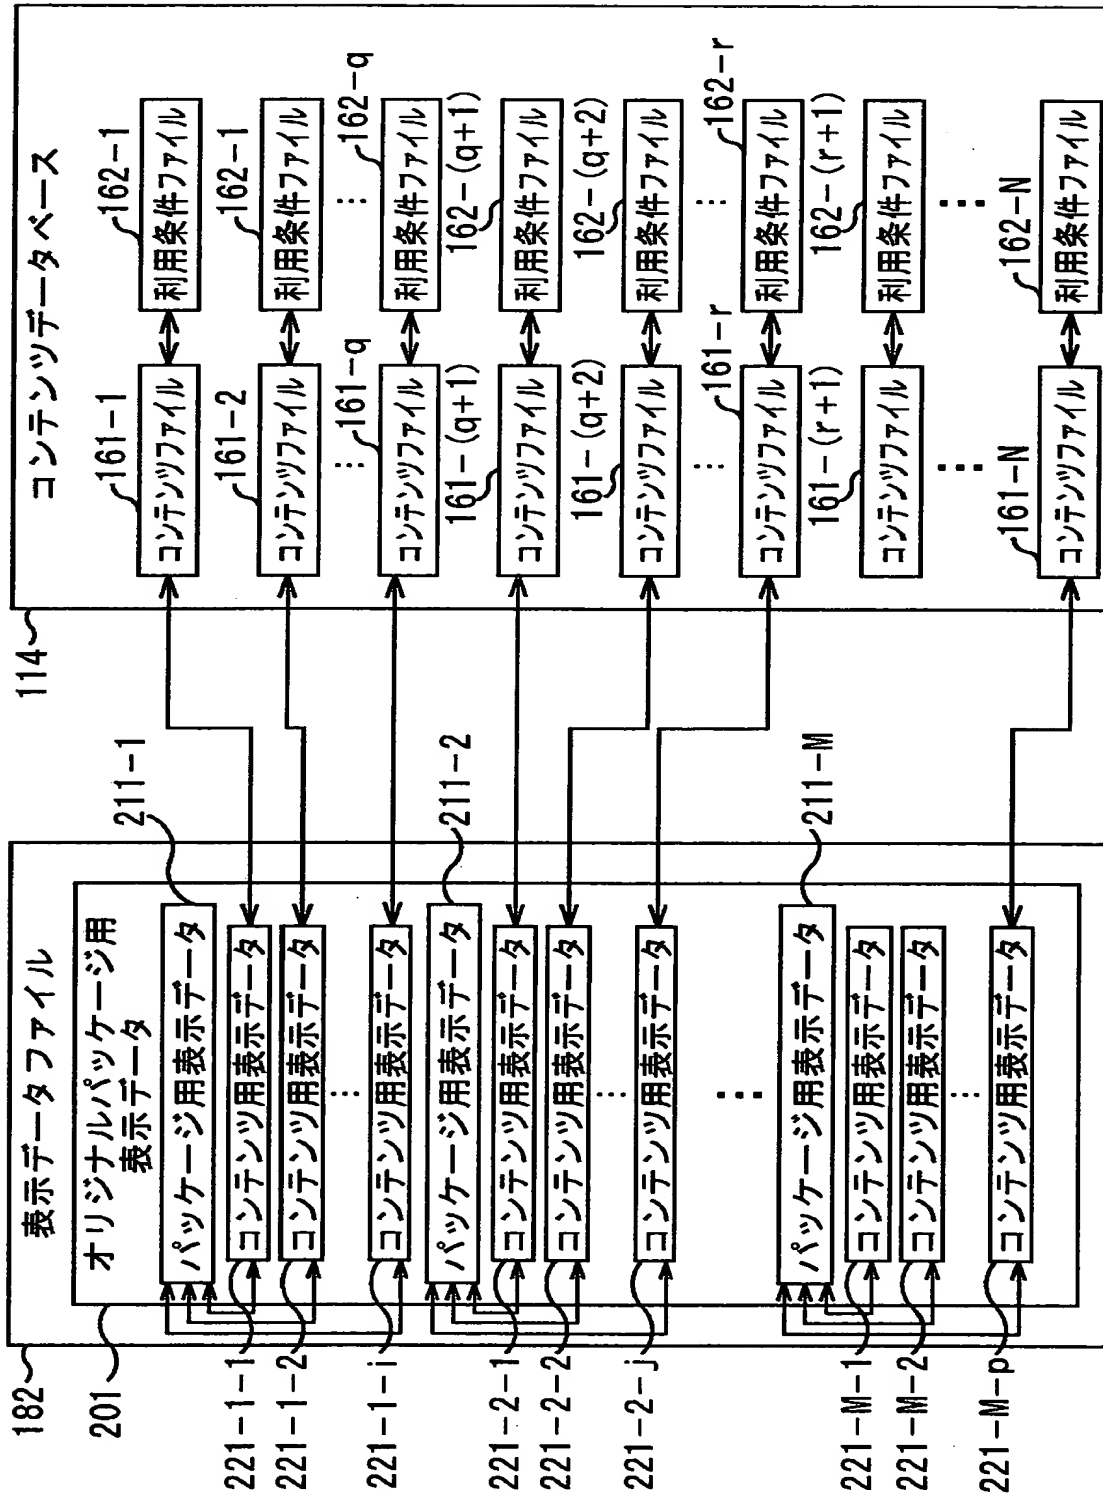 182
表示データファイル
201
オリジナルパッケージ用
表示データ
パッケージ用表示データ
211-1
221-1-1
コンテンツ用表示データ
221-1-2
コンテンツ用表示データ
⋮
221-1-i
コンテンツ用表示データ
パッケージ用表示データ
211-2
221-2-1
コンテンツ用表示データ
221-2-2
コンテンツ用表示データ
⋮
221-2-j
コンテンツ用表示データ
⋮
パッケージ用表示データ
211-M
221-M-1
コンテンツ用表示データ
221-M-2
コンテンツ用表示データ
⋮
221-M-p
コンテンツ用表示データ
114
コンテンツデータベース
161-1
コンテンツファイル
162-1
利用条件ファイル
161-2
コンテンツファイル
162-1
利用条件ファイル
⋮
⋮
161-q
コンテンツファイル
162-q
利用条件ファイル
161-(q+1)
コンテンツファイル
162-(q+1)
利用条件ファイル
161-(q+2)
コンテンツファイル
162-(q+2)
利用条件ファイル
⋮
⋮
161-r
コンテンツファイル
162-r
利用条件ファイル
161-(r+1)
コンテンツファイル
162-(r+1)
利用条件ファイル
⋮
⋮
161-N
コンテンツファイル
162-N
利用条件ファイル